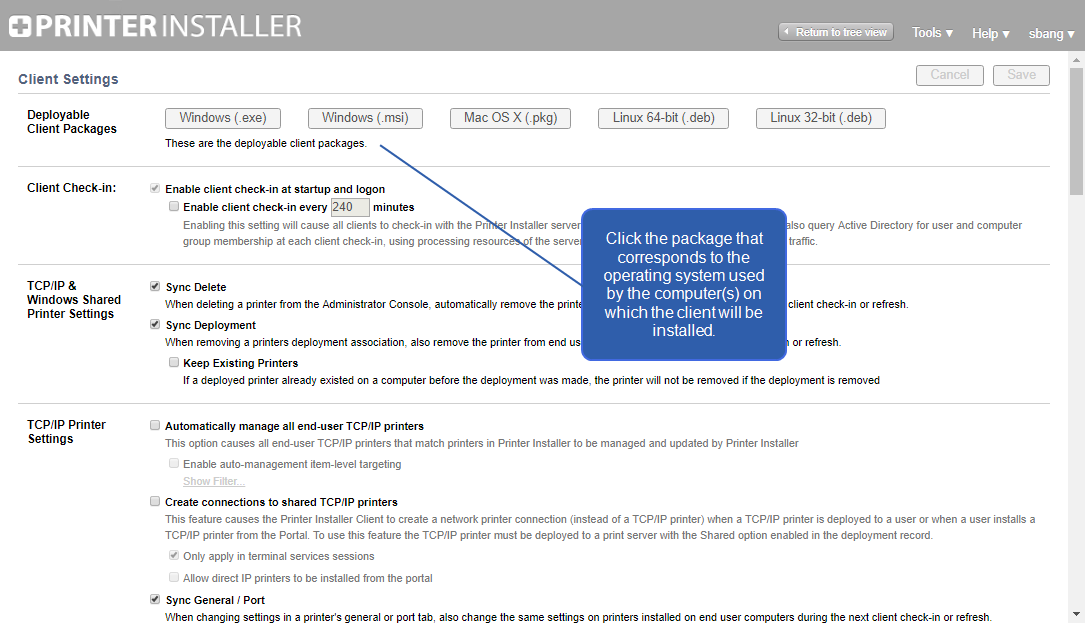 PRINTER INSTALLER
Return to tree view Tools ▾ Help ▾ sbang ▾
Client Settings
Cancel Save
Deployable
Client Packages
Windows (.exe) Windows (.msi) Mac OS X (.pkg) Linux 64-bit (.deb) Linux 32-bit (.deb)
These are the deployable client packages.
Client Check-in:
Enable client check-in at startup and logon
Enable client check-in every 240 minutes
Enabling this setting will cause all clients to check-in with the Printer Installer server also query Active Directory for user and computer
group membership at each client check-in, using processing resources of the server traffic.
Click the package that
corresponds to the
operating system used
by the computer(s) on
which the client will be
installed.
TCP/IP &
Windows Shared
Printer Settings
Sync Delete
When deleting a printer from the Administrator Console, automatically remove the client check-in or refresh.
Sync Deployment
When removing a printers deployment association, also remove the printer from end or refresh.
Keep Existing Printers
If a deployed printer already existed on a computer before the deployment was made, the printer will not be removed if the deployment is removed
TCP/IP Printer
Settings
Automatically manage all end-user TCP/IP printers
This option causes all end-user TCP/IP printers that match printers in Printer Installer to be managed and updated by Printer Installer
Enable auto-management item-level targeting
Show Filter...
Create connections to shared TCP/IP printers
This feature causes the Printer Installer Client to create a network printer connection (instead of a TCP/IP printer) when a TCP/IP printer is deployed to a user or when a user installs a
TCP/IP printer from the Portal. To use this feature the TCP/IP printer must be deployed to a print server with the Shared option enabled in the deployment record.
Only apply in terminal services sessions
Allow direct IP printers to be installed from the portal
Sync General / Port
When changing settings in a printer's general or port tab, also change the same settings on printers installed on end user computers during the next client check-in or refresh.